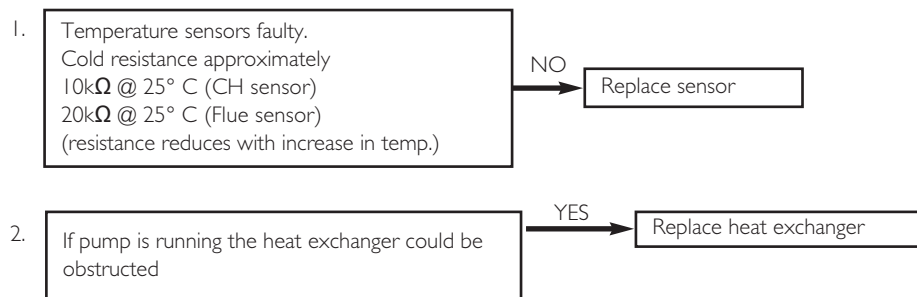 1.
Temperature sensors faulty.
Cold resistance approximately
10kΩ @ 25° C (CH sensor)
20kΩ @ 25° C (Flue sensor)
(resistance reduces with increase in temp.)
NO
Replace sensor
2.
If pump is running the heat exchanger could be
obstructed
YES
Replace heat exchanger